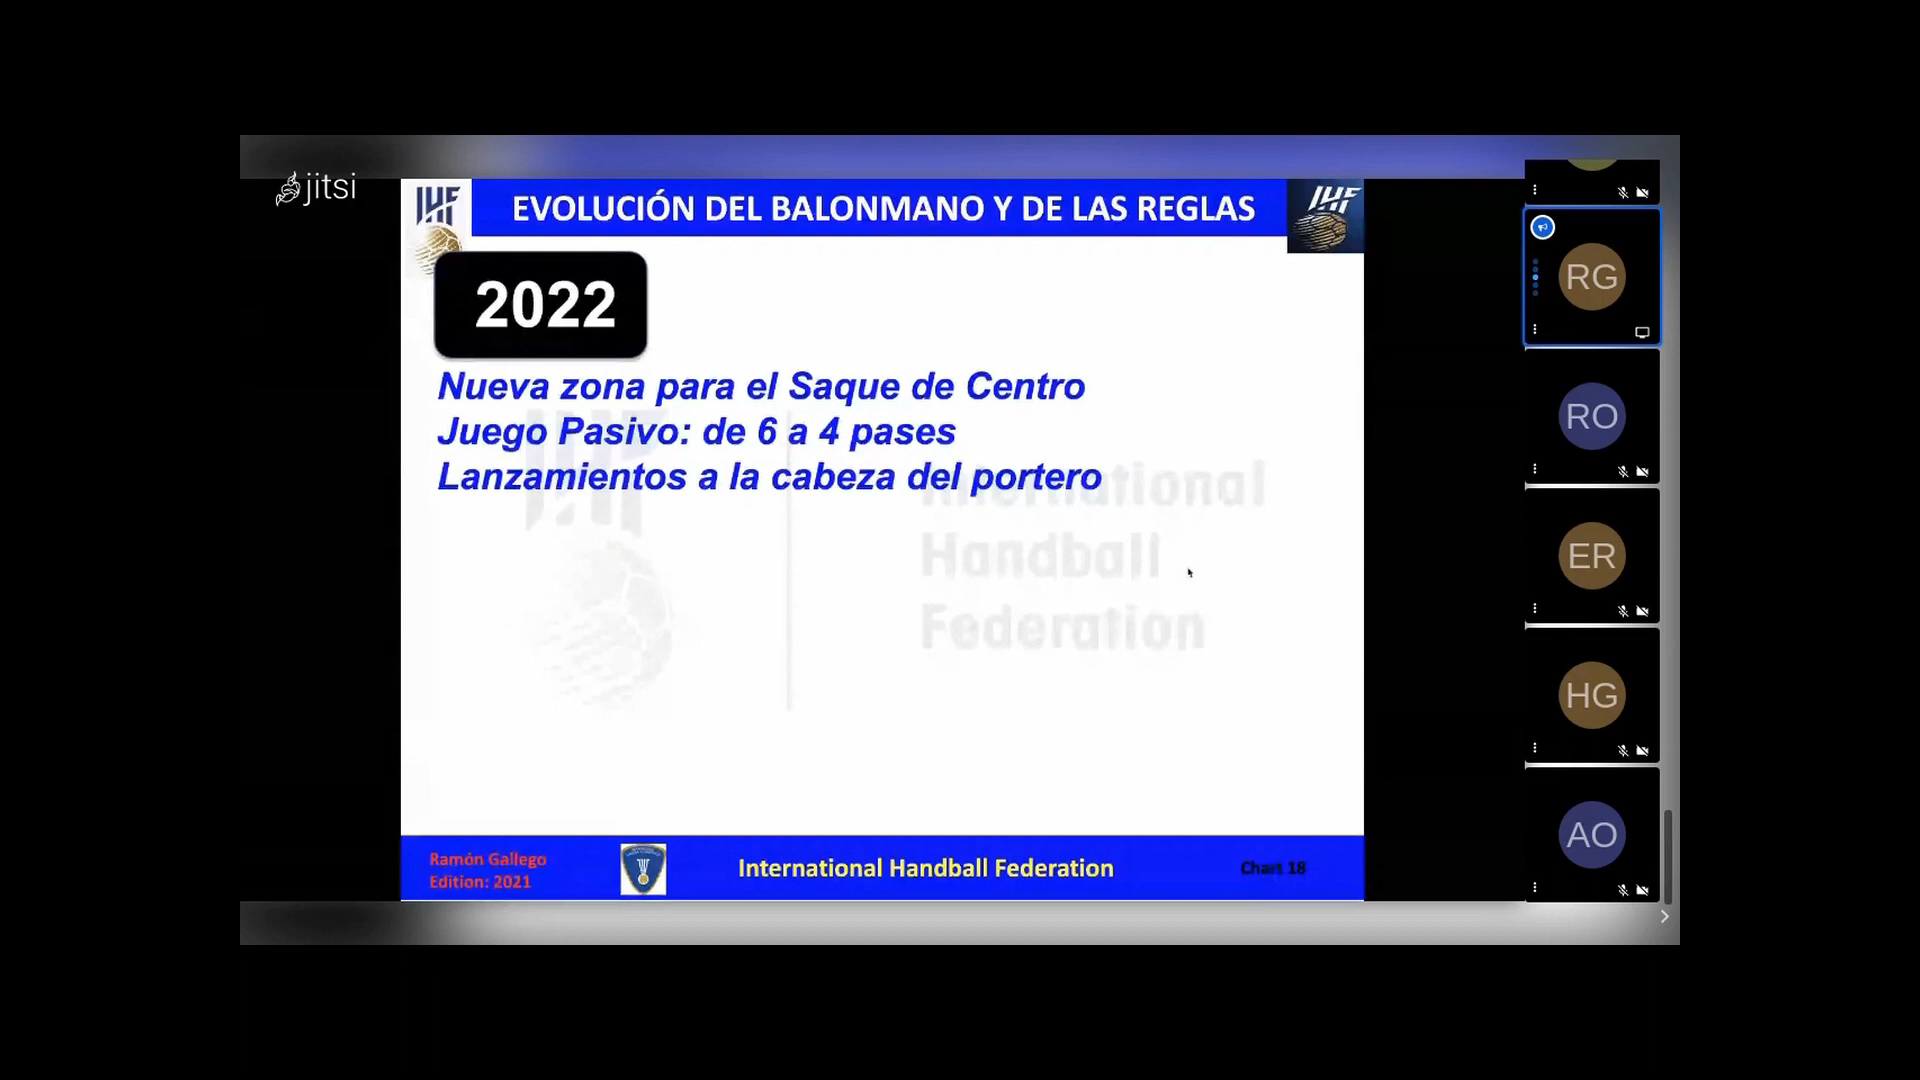 jitsi
IHF
EVOLUCIÓN DEL BALONMANO Y DE LAS REGLAS
IHF
2022
Nueva zona para el Saque de Centro
Juego Pasivo: de 6 a 4 pases
Lanzamientos a la cabeza del portero
IHF
International
Handball
Federation
Ramón Gallego
Edition: 2021
International Handball Federation
Chart 18
RG
RO
ER
HG
AO